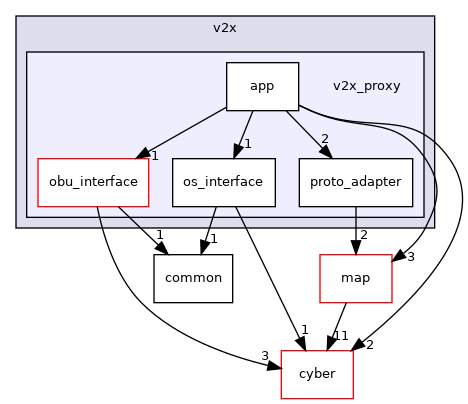 v2x
app
v2x_proxy
1
1
2
obu_interface
os_interface
proto_adapter
1
1
2
3
common
map
3
1
11
2
cyber